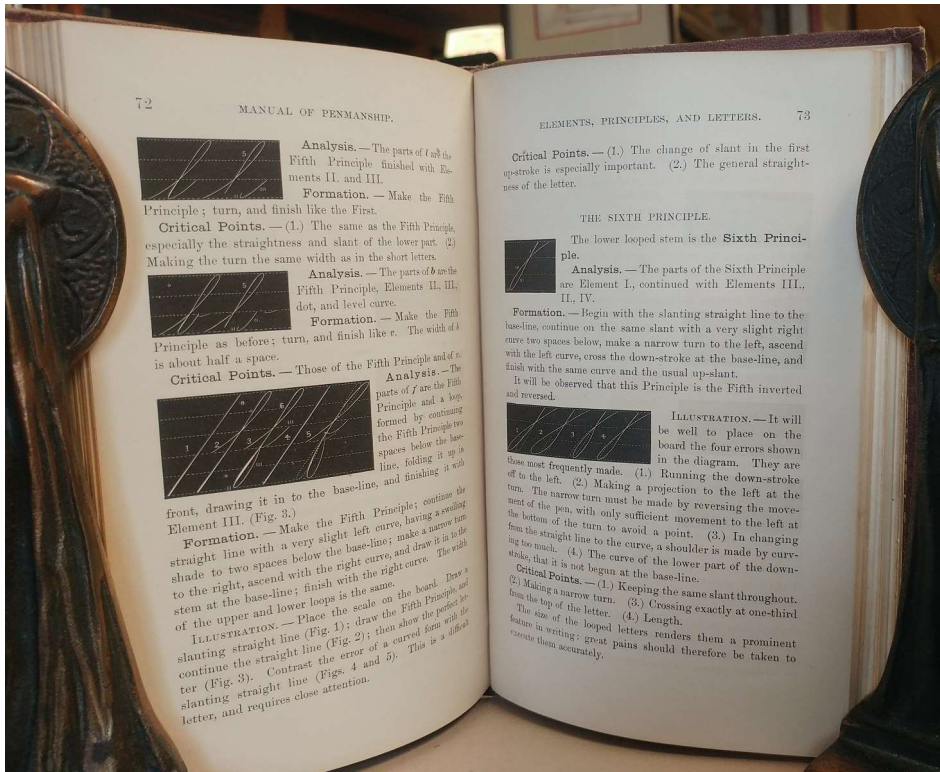 72
MANUAL OF PENMANSHIP.
Analysis. — The parts of l are the
Fifth Principle finished with Ele-
ments II. and III.
Formation. — Make the Fifth
Principle; turn, and finish like the First.
Critical Points. — (1.) The same as the Fifth Principle,
especially the straightness and slant of the lower part. (2.)
Making the turn the same width as in the short letters.
Analysis. — The parts of b are the
Fifth Principle, Elements II., III.,
dot, and level curve.
Formation. — Make the Fifth
Principle as before; turn, and finish like v. The width of b
is about half a space.
Critical Points. — Those of the Fifth Principle and of v.
Analysis. — The
parts of f are the Fifth
Principle and a loop,
formed by continuing
the Fifth Principle two
spaces below the base-
line, folding it up in
front, drawing it in to the base-line, and finishing it with
Element III. (Fig. 3.)
Formation. — Make the Fifth Principle; continue the
straight line with a very slight left curve, having a swelling
shade to two spaces below the base-line; make a narrow turn
to the right, ascend with the right curve, and draw it in to the
stem at the base-line; finish with the right curve. The width
of the upper and lower loops is the same.
ILLUSTRATION. — Place the scale on the board. Draw a
slanting straight line (Fig. 1); draw the Fifth Principle, and
continue the straight line (Fig. 2); then show the perfect let-
ter (Fig. 3). Contrast the error of a curved form with the
slanting straight line (Figs. 4 and 5). This is a difficult
letter, and requires close attention.
ELEMENTS, PRINCIPLES, AND LETTERS. 73
Critical Points. — (1.) The change of slant in the first
up-stroke is especially important. (2.) The general straight-
ness of the letter.
THE SIXTH PRINCIPLE.
The lower looped stem is the Sixth Princi-
ple.
Analysis. — The parts of the Sixth Principle
are Element I., continued with Elements III.,
II., IV.
Formation. — Begin with the slanting straight line to the
base-line, continue on the same slant with a very slight right
curve two spaces below, make a narrow turn to the left, ascend
with the left curve, cross the down-stroke at the base-line, and
finish with the same curve and the usual up-slant.
It will be observed that this Principle is the Fifth inverted
and reversed.
ILLUSTRATION. — It will
be well to place on the
board the four errors shown
in the diagram. They are
those most frequently made. (1.) Running the down-stroke
off to the left. (2.) Making a projection to the left at the
turn. The narrow turn must be made by reversing the move-
ment of the pen, with only sufficient movement to the left at
the bottom of the turn to avoid a point. (3.) In changing
from the straight line to the curve, a shoulder is made by curv-
ing too much. (4.) The curve of the lower part of the down-
stroke, that it is not begun at the base-line.
Critical Points. — (1.) Keeping the same slant throughout.
(2.) Making a narrow turn. (3.) Crossing exactly at one-third
from the top of the letter. (4.) Length.
The size of the looped letters renders them a prominent
feature in writing: great pains should therefore be taken to
execute them accurately.